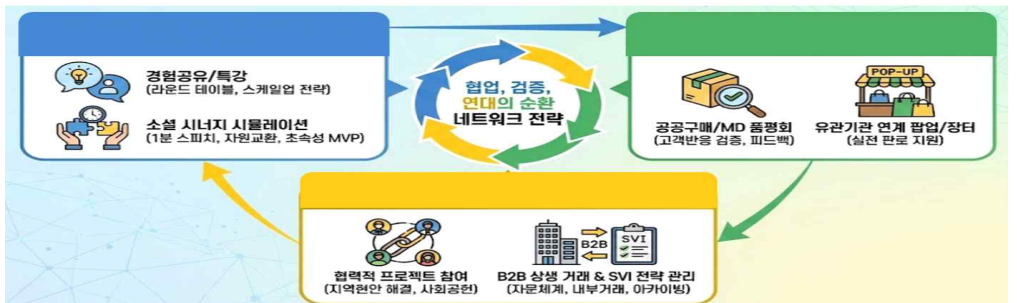 경험공유/특강
(라운드 테이블, 스케일업 전략)
소셜 시너지 시뮬레이션
(1분 스피치, 자원교환, 초속성 MVP)
협업, 검증,
연대의 순환
네트워크 전략
POP-UP
공공구매/MD 품평회
(고객반응 검증, 피드백)
유관기관 연계 팝업/장터
(실전 판로 지원)
B2B
SVI
협력적 프로젝트 참여
(지역현안 해결, 사회공헌)
B2B 상생 거래 & SVI 전략 관리
(자문체계, 내부거래, 아카이빙)